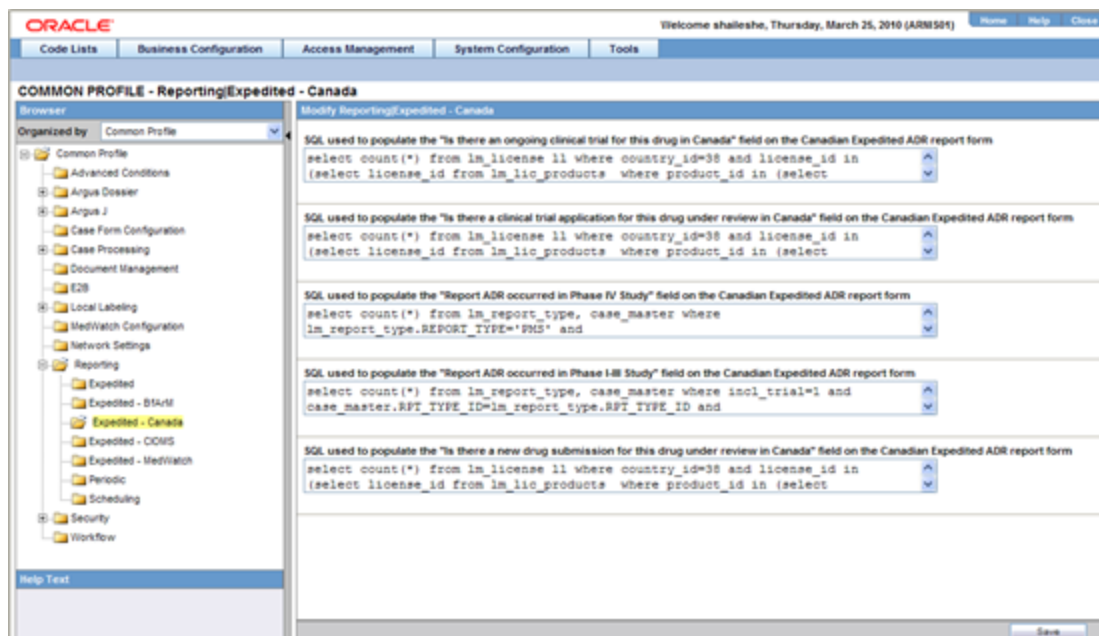 ORACLE
Welcome shaileshe, Thursday, March 25, 2010 (ARNIS01)
Home Help Close
Code Lists Business Configuration Access Management System Configuration Tools
COMMON PROFILE - Reporting|Expedited - Canada
Browser
Organized by Common Profile
Common Profile
Advanced Conditions
Argus Dossier
Argus J
Case Form Configuration
Case Processing
Document Management
E2B
Local Labeling
MedWatch Configuration
Network Settings
Reporting
Expedited
Expedited - BfArM
Expedited - Canada
Expedited - CIOMS
Expedited - MedWatch
Periodic
Scheduling
Security
Workflow
Help Text
Modify Reporting|Expedited - Canada
SQL used to populate the "Is there an ongoing clinical trial for this drug in Canada" field on the Canadian Expedited ADR report form
select count(*) from lm_license ll where country_id=38 and license_id in
(select license_id from lm_lic_products where product_id in (select
SQL used to populate the "Is there a clinical trial application for this drug under review in Canada" field on the Canadian Expedited ADR report form
select count(*) from lm_license ll where country_id=38 and license_id in
(select license_id from lm_lic_products where product_id in (select
SQL used to populate the "Report ADR occurred in Phase IV Study" field on the Canadian Expedited ADR report form
select count(*) from lm_report_type, case_master where
lm_report_type.REPORT_TYPE='PMS' and
SQL used to populate the "Report ADR occurred in Phase I-III Study" field on the Canadian Expedited ADR report form
select count(*) from lm_report_type, case_master where incl_trial=1 and
case_master.RPT_TYPE_ID=lm_report_type.RPT_TYPE_ID and
SQL used to populate the "Is there a new drug submission for this drug under review in Canada" field on the Canadian Expedited ADR report form
select count(*) from lm_license ll where country_id=38 and license_id in
(select license_id from lm_lic_products where product_id in (select
Save